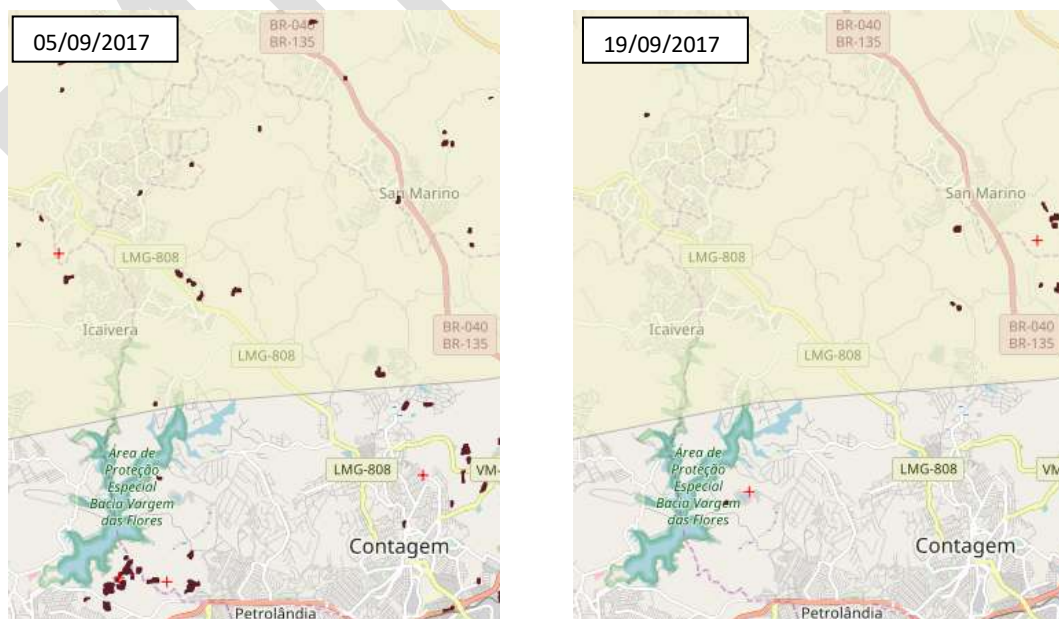 05/09/2017
BR-040
BR-135
San Marino
LMG-808
Icaivera
BR-040
BR-135
LMG-808
Área de
Proteção
Especial
Bacia Vargem
das Flores
LMG-808
VM-
Contagem
Petrolândia
19/09/2017
BR-040
BR-135
San Marino
LMG-808
Icaivera
BR-040
BR-135
LMG-808
Área de
Proteção
Especial
Bacia Vargem
das Flores
LMG-808
VM
Contagem
Petrolândia